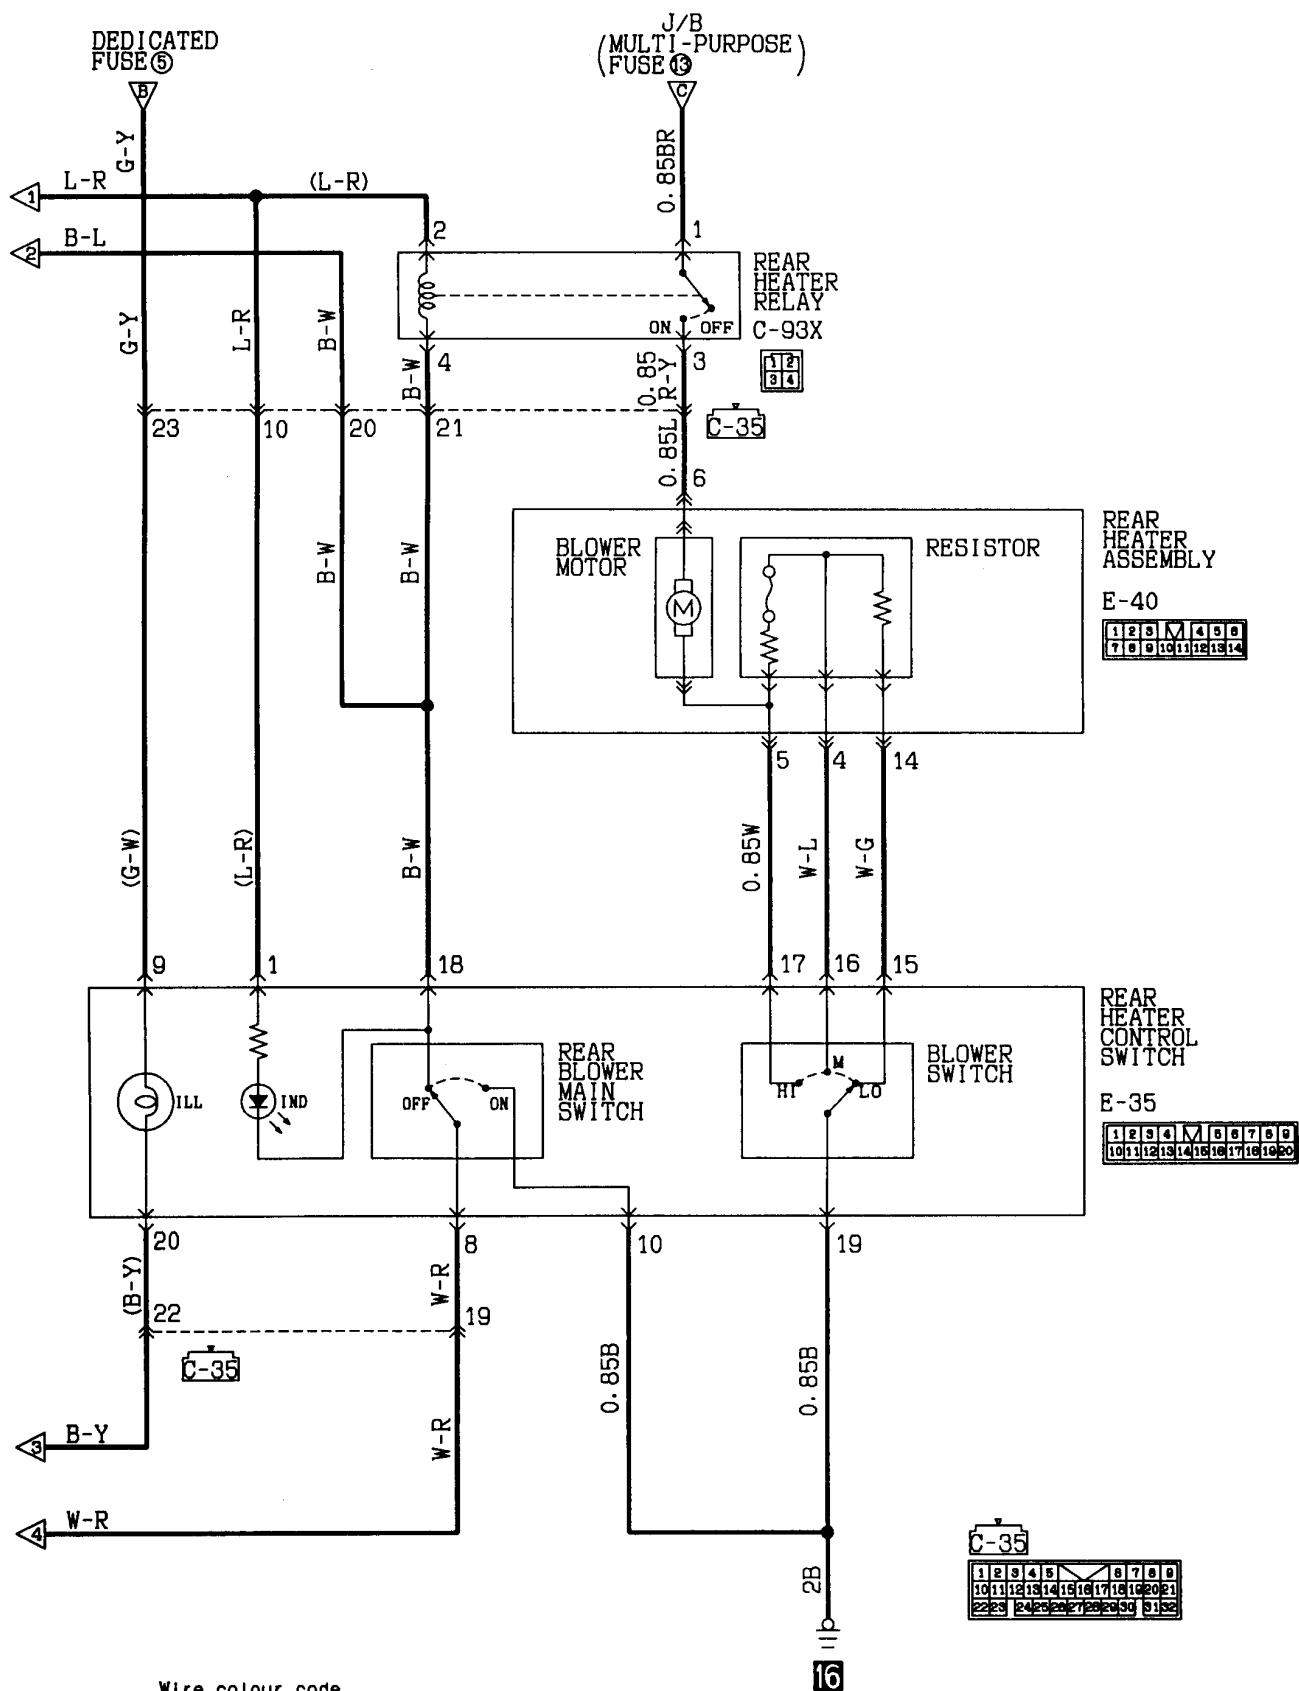 DEDICATED
FUSE⑤
J/B
(MULTI-PURPOSE)
FUSE⑬
B
C
G-Y
0.85BR
1
L-R
(L-R)
2
B-L
2
1
REAR
HEATER
RELAY
C-93X
ON
OFF
G-Y
L-R
B-W
B-W
4
0.85
R-Y
3
1 2
3 4
23
10
20
21
0.85L
C-35
6
B-W
B-W
BLOWER
MOTOR
M
RESISTOR
REAR
HEATER
ASSEMBLY
E-40
1 2 3 4 5 6
7 8 9 10 11 12 13 14
5
4
14
(G-W)
(L-R)
B-W
0.85W
W-L
W-G
9
1
18
17
16
15
ILL
IND
REAR
BLOWER
MAIN
SWITCH
OFF
ON
M
HI
LO
BLOWER
SWITCH
REAR
HEATER
CONTROL
SWITCH
E-35
1 2 3 4 5 6 7 8 9
10 11 12 13 14 15 16 17 18 19 20
20
8
10
19
(B-Y)
W-R
22
19
C-35
0.85B
0.85B
3
B-Y
W-R
4
W-R
2B
C-35
1 2 3 4 5 6 7 8 9
10 11 12 13 14 15 16 17 18 19 20 21
22 23 24 25 26 27 28 29 30 31 32
16
Wire colour code